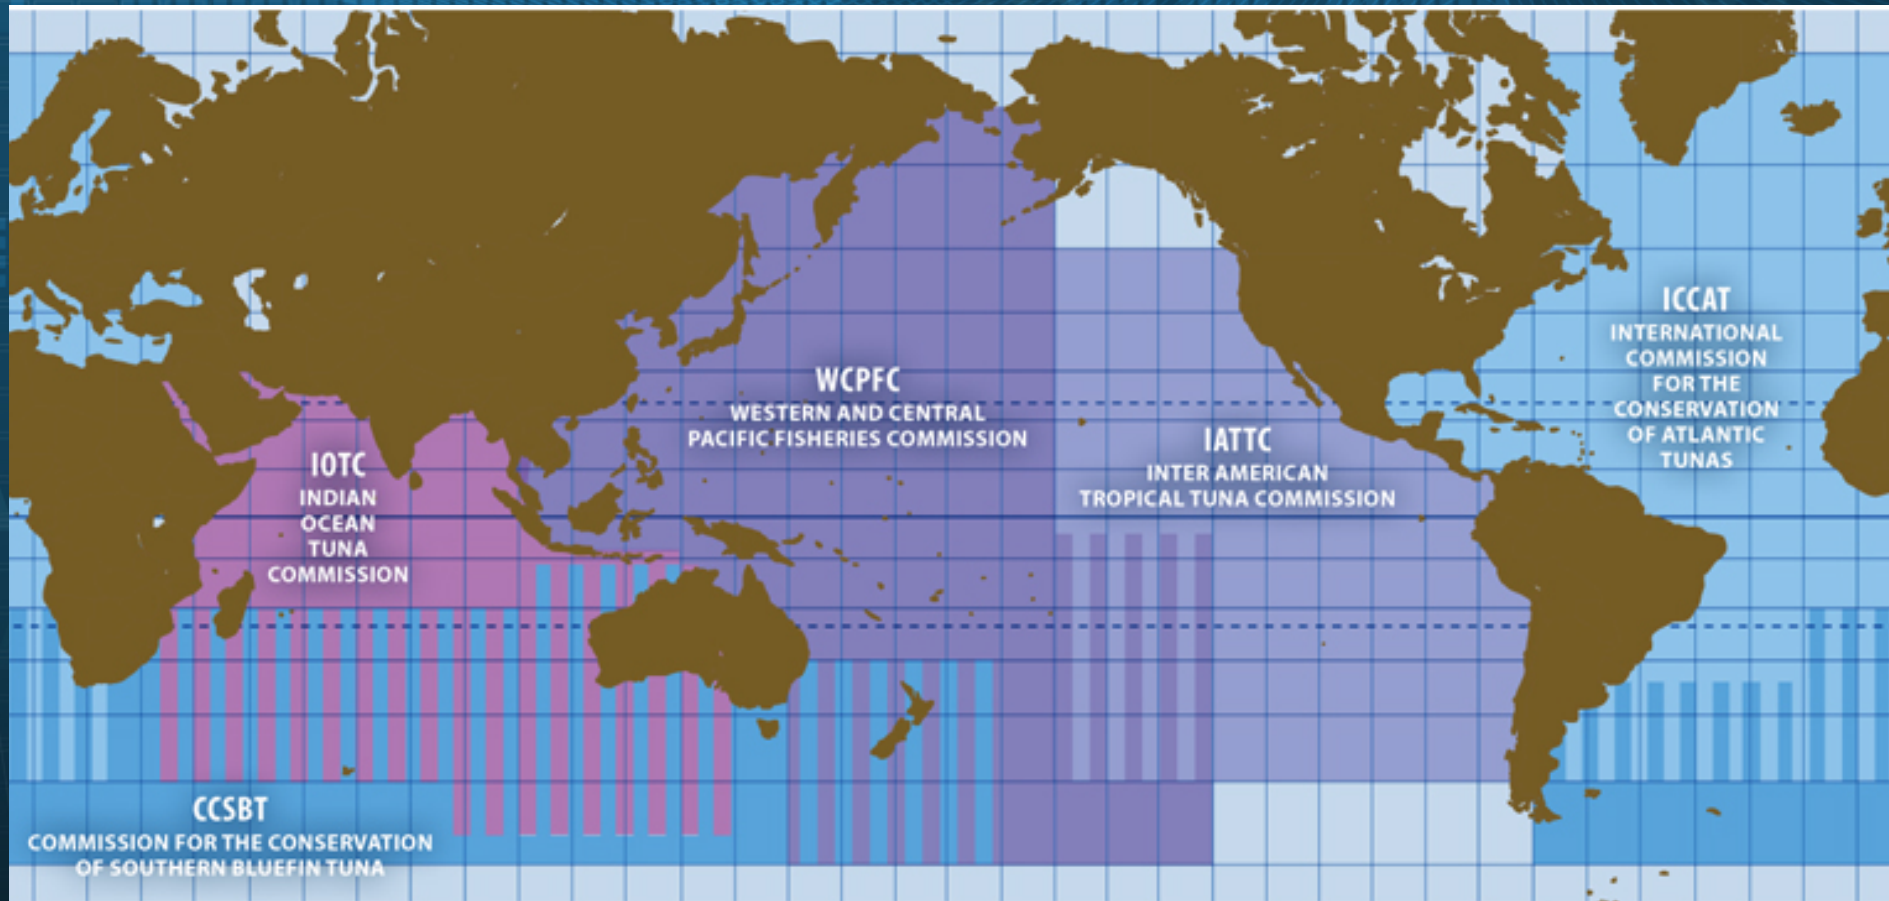 IOTC
INDIAN
OCEAN
TUNA
COMMISSION
WCPFC
WESTERN AND CENTRAL
PACIFIC FISHERIES COMMISSION
IATTC
INTER AMERICAN
TROPICAL TUNA COMMISSION
ICCAT
INTERNATIONAL
COMMISSION
FOR THE
CONSERVATION
OF ATLANTIC
TUNAS
CCSBT
COMMISSION FOR THE CONSERVATION
OF SOUTHERN BLUEFIN TUNA